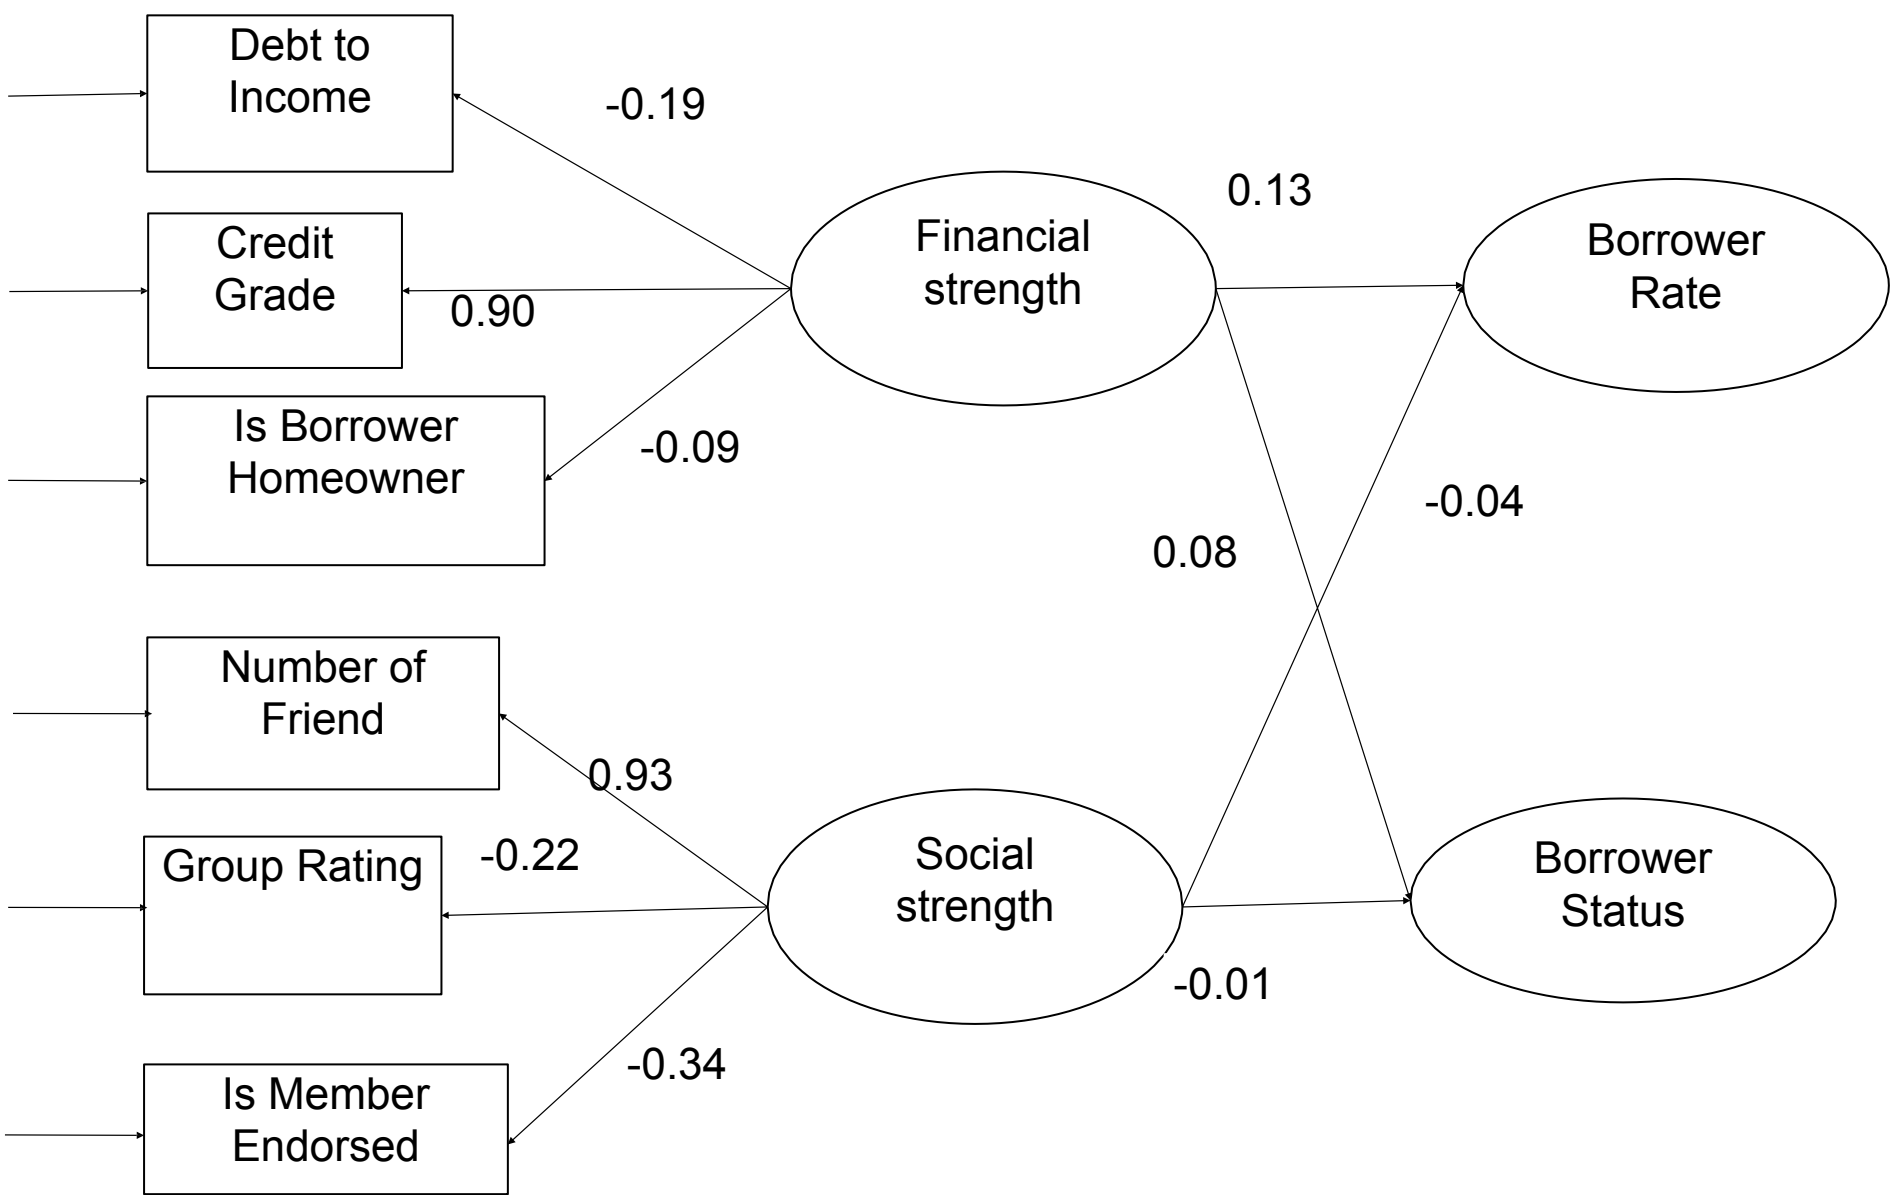 Debt to
Income
-0.19
Credit
Grade
0.90
Is Borrower
Homeowner
-0.09
Financial
strength
0.13
Borrower
Rate
-0.04
0.08
Number of
Friend
0.93
Group Rating
-0.22
Is Member
Endorsed
-0.34
Social
strength
-0.01
Borrower
Status